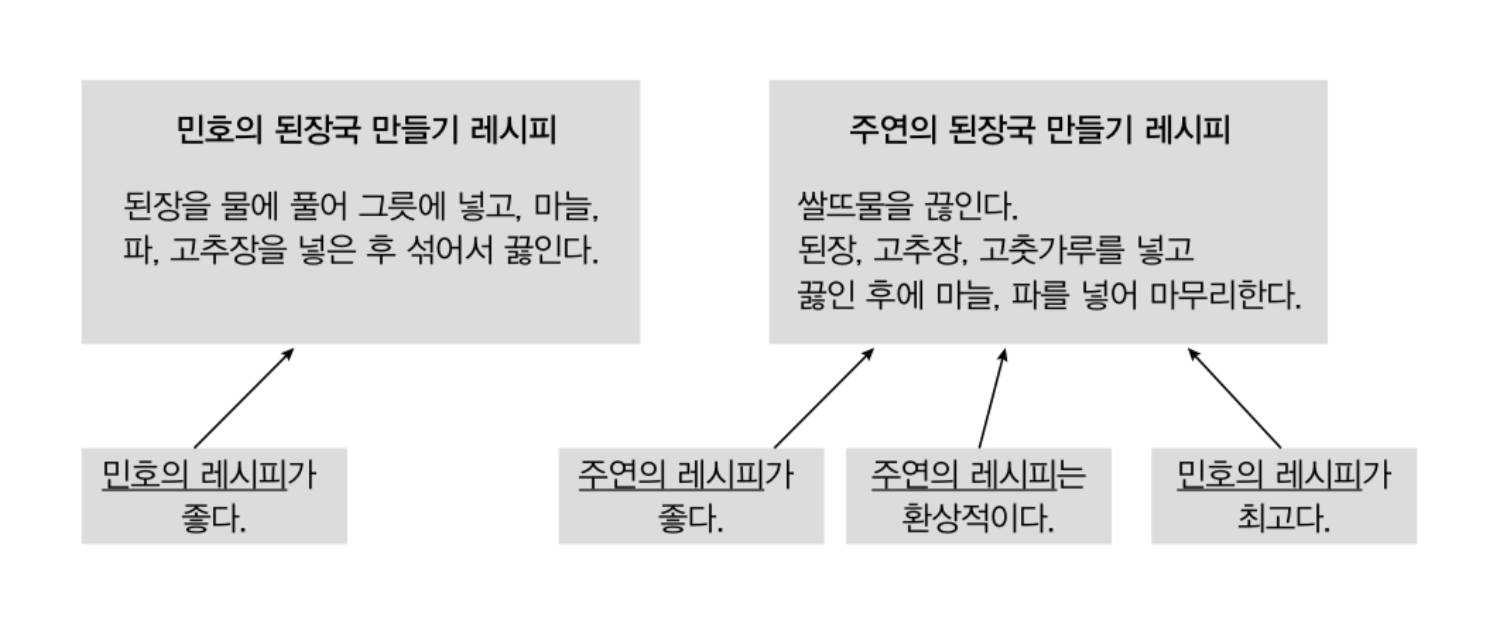 민호의 된장국 만들기 레시피
된장을 물에 풀어 그릇에 넣고, 마늘,
파, 고추장을 넣은 후 섞어서 끓인다.
주연의 된장국 만들기 레시피
쌀뜨물을 끊인다.
된장, 고추장, 고춧가루를 넣고
끓인 후에 마늘, 파를 넣어 마무리한다.
민호의 레시피가
좋다.
주연의 레시피가
좋다.
주연의 레시피는
환상적이다.
민호의 레시피가
최고다.